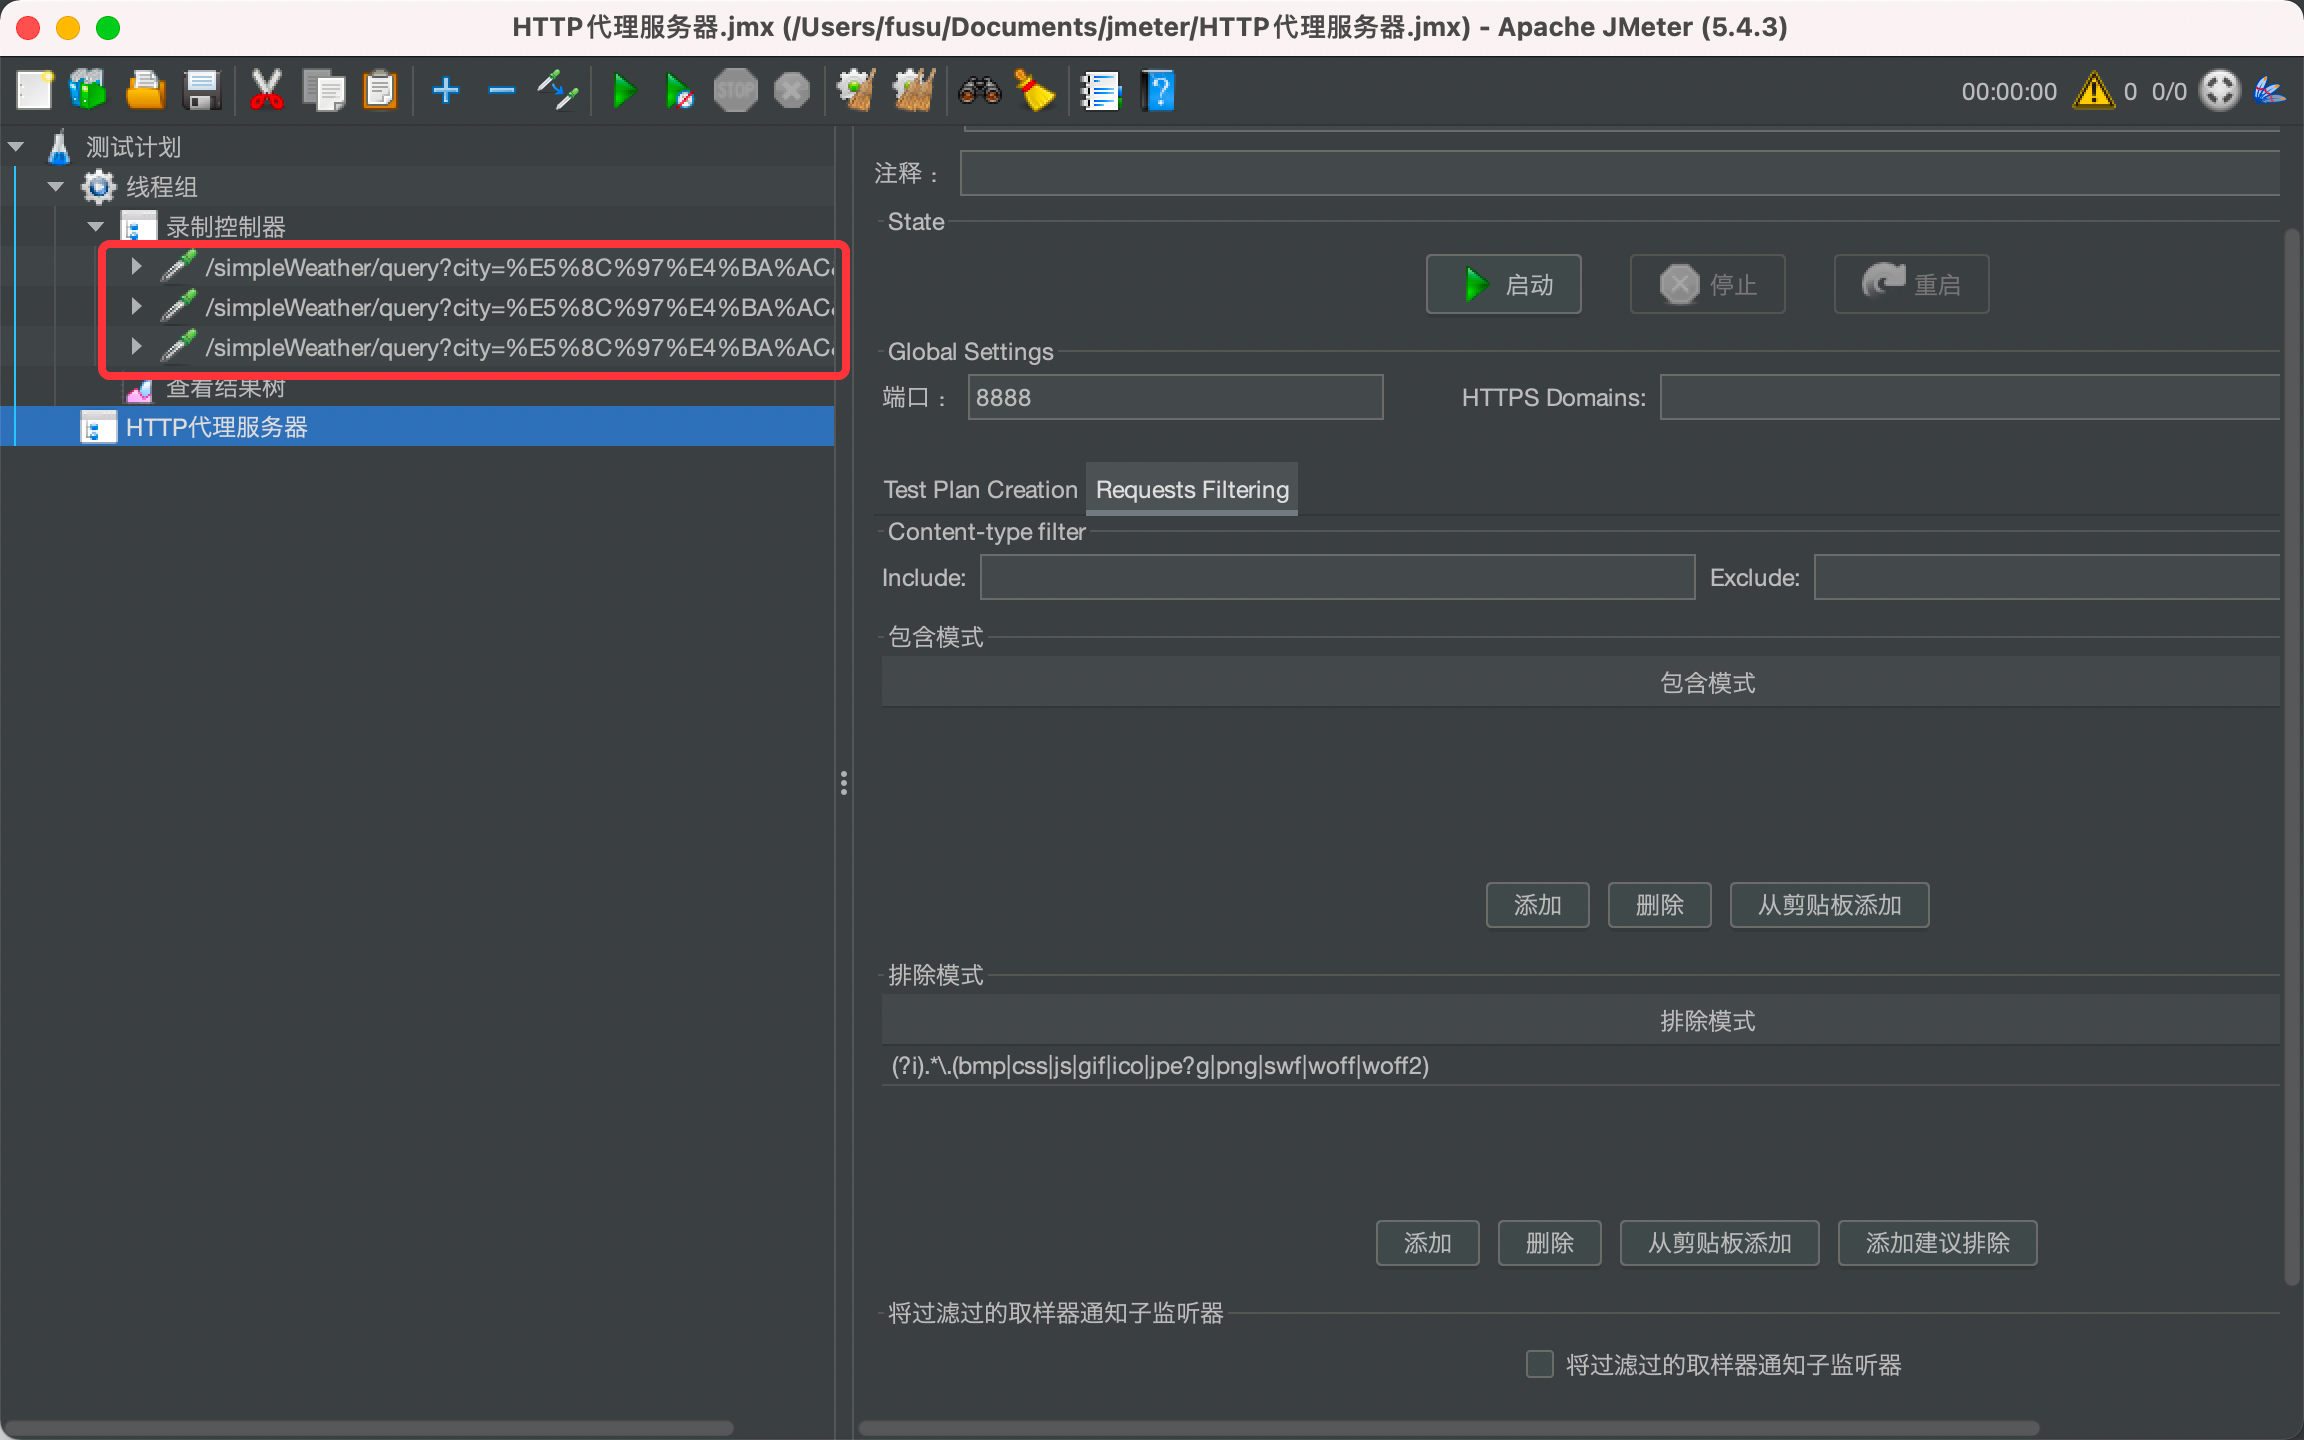 HTTP代理服务器.jmx (/Users/fusu/Documents/jmeter/HTTP代理服务器.jmx) - Apache JMeter (5.4.3)
STOP
00:00:00 0 0/0
测试计划
线程组
录制控制器
/simpleWeather/query?city=%E5%8C%97%E4%BA%AC
/simpleWeather/query?city=%E5%8C%97%E4%BA%AC
/simpleWeather/query?city=%E5%8C%97%E4%BA%AC
查看结果树
HTTP代理服务器
注释：
State
启动 停止 重启
Global Settings
端口： 8888 HTTPS Domains:
Test Plan Creation Requests Filtering
Content-type filter
Include: Exclude:
包含模式
包含模式
添加 删除 从剪贴板添加
排除模式
排除模式
(?i).*\.(bmp|css|js|gif|ico|jpe?g|png|swf|woff|woff2)
添加 删除 从剪贴板添加 添加建议排除
将过滤过的取样器通知子监听器
将过滤过的取样器通知子监听器